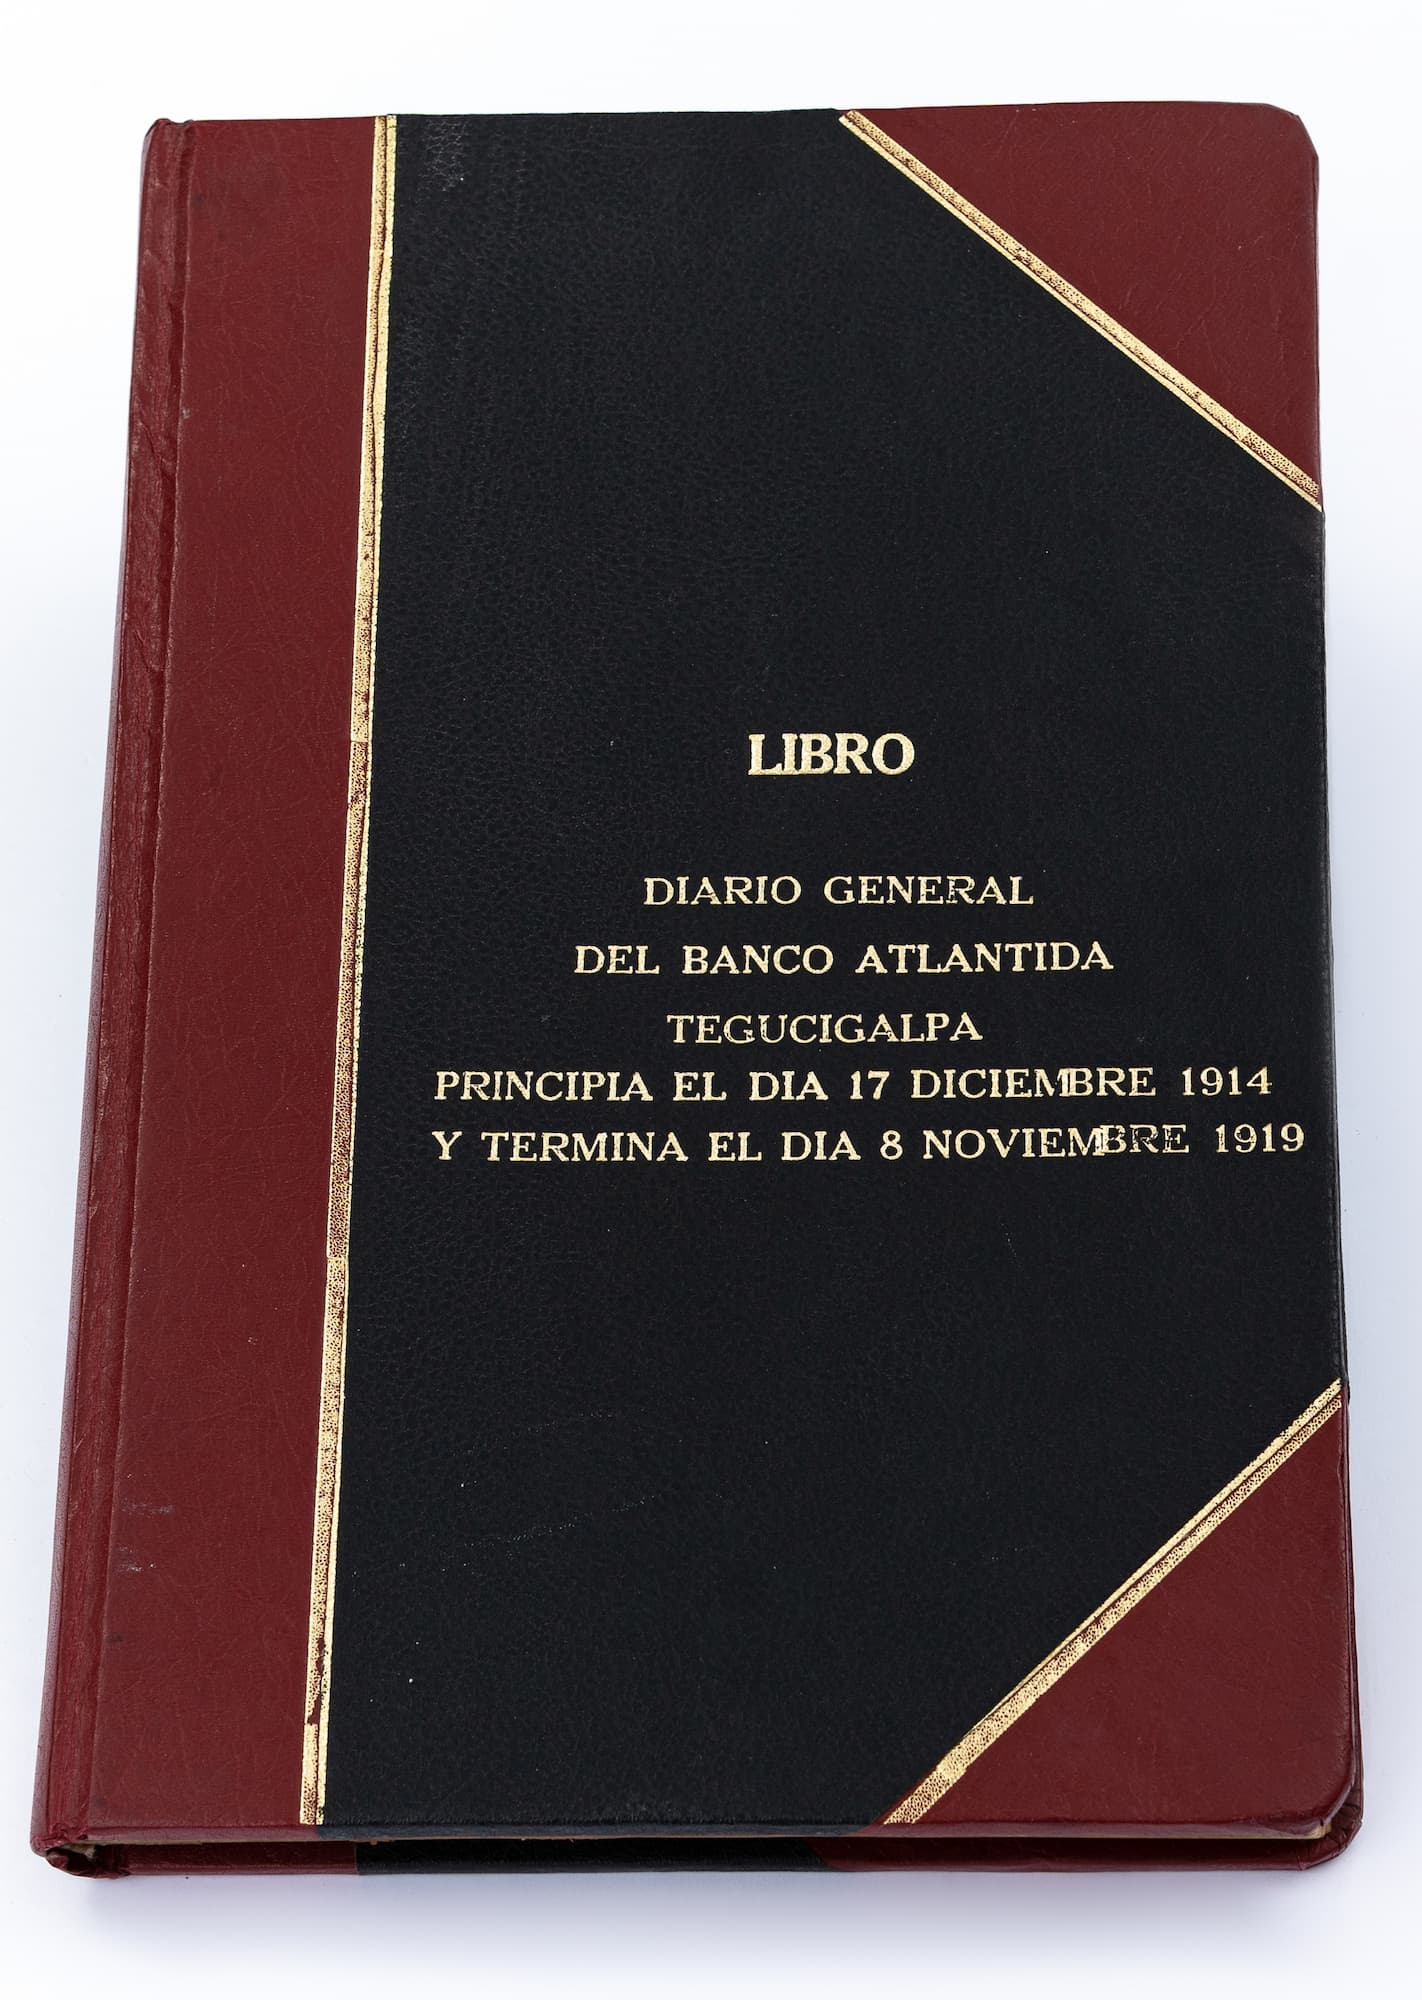 LIBRO
DIARIO GENERAL
DEL BANCO ATLANTIDA
TEGUCIGALPA
PRINCIPIA EL DIA 17 DICIEMBRE 1914
Y TERMINA EL DIA 8 NOVIEMBRE 1919